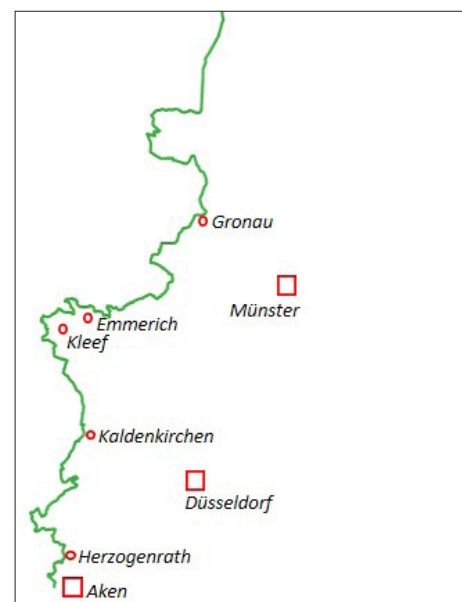 Gronau
Münster
Emmerich
Kleef
Kaldenkirchen
Düsseldorf
Herzogenrath
Aken